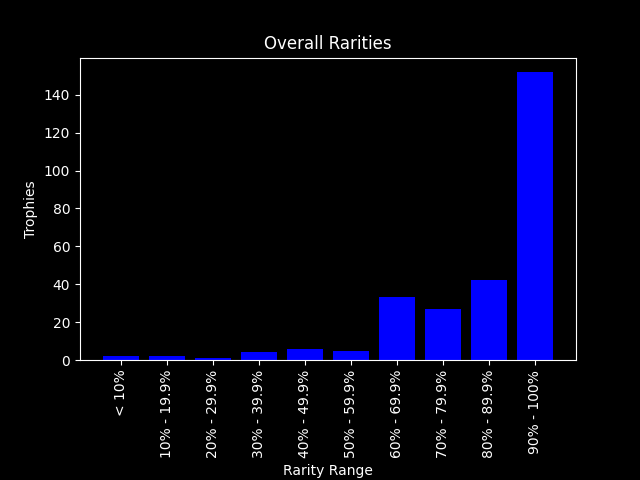 Overall Rarities
Trophies
140
120
100
80
60
40
20
0
< 10%
10% - 19.9%
20% - 29.9%
30% - 39.9%
40% - 49.9%
50% - 59.9%
60% - 69.9%
70% - 79.9%
80% - 89.9%
90% - 100%
Rarity Range